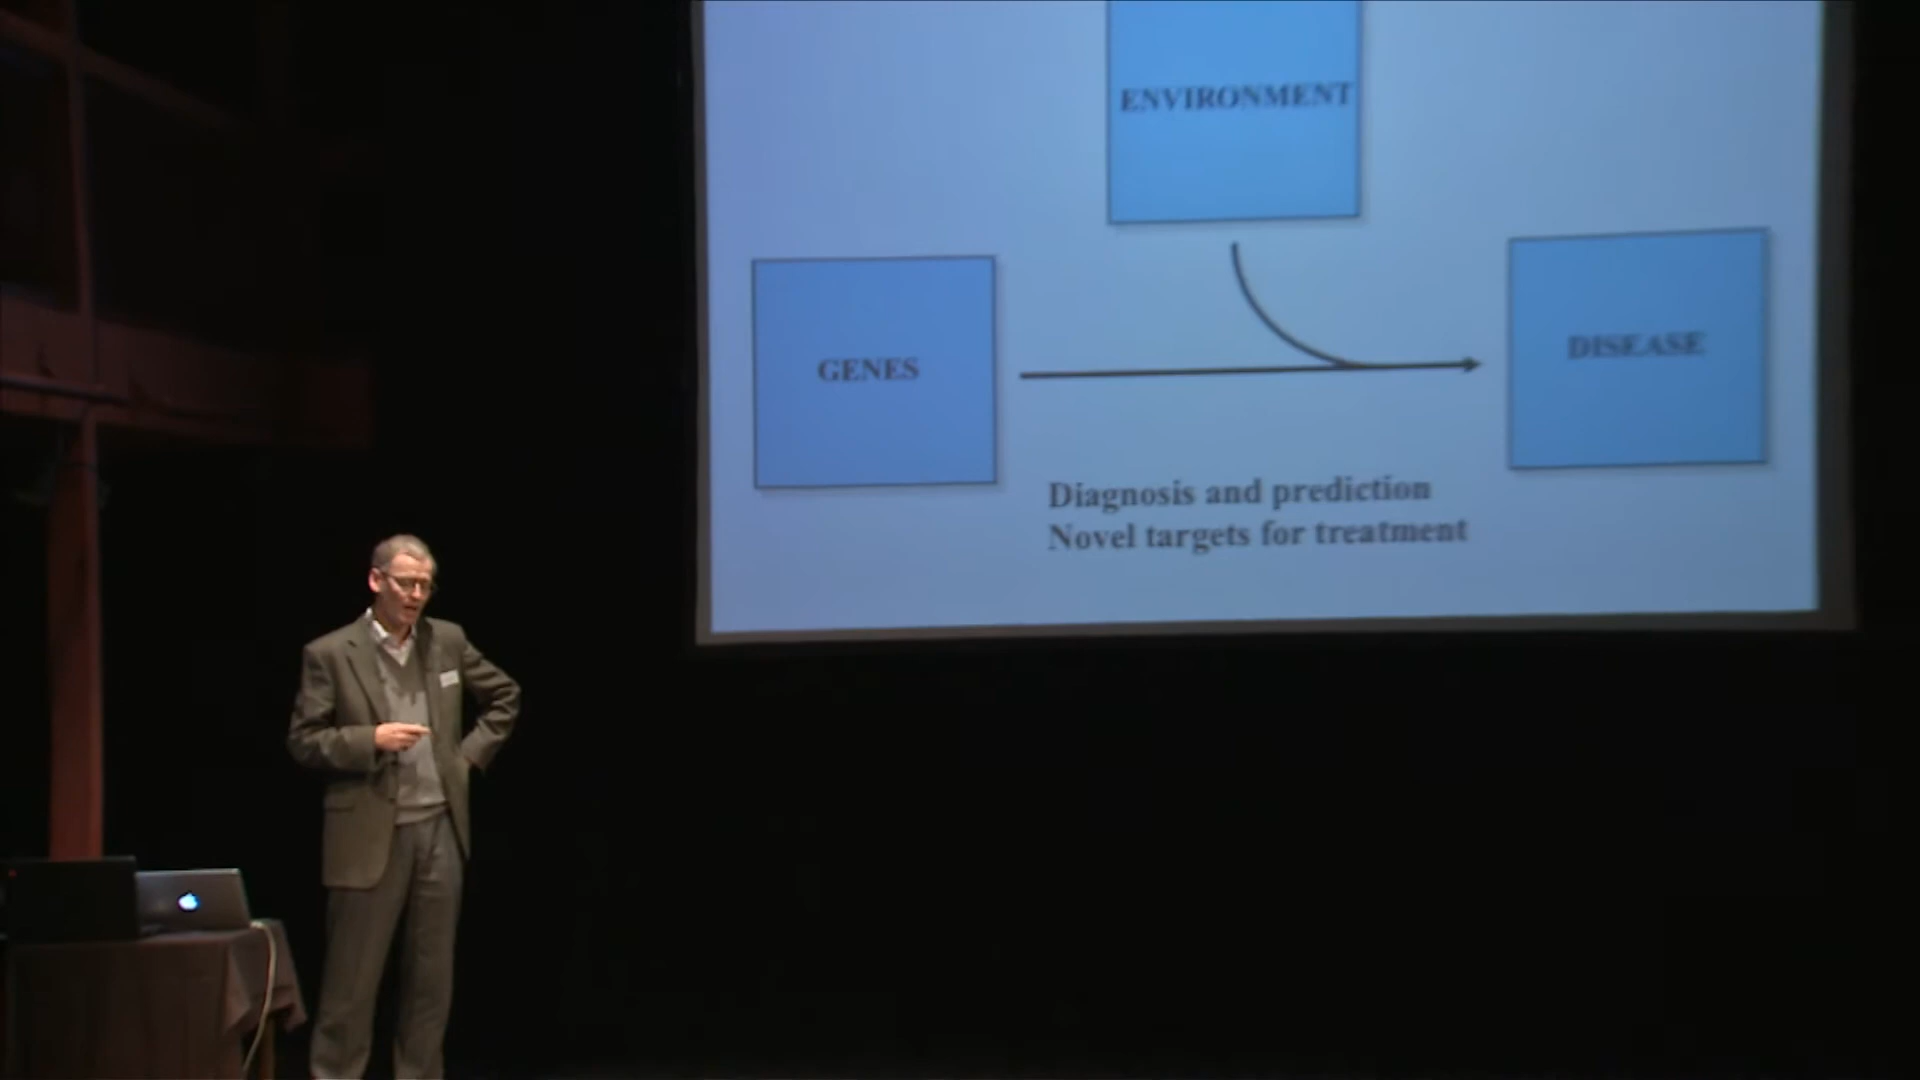 ENVIRONMENT
GENES
DISEASE
Diagnosis and prediction
Novel targets for treatment